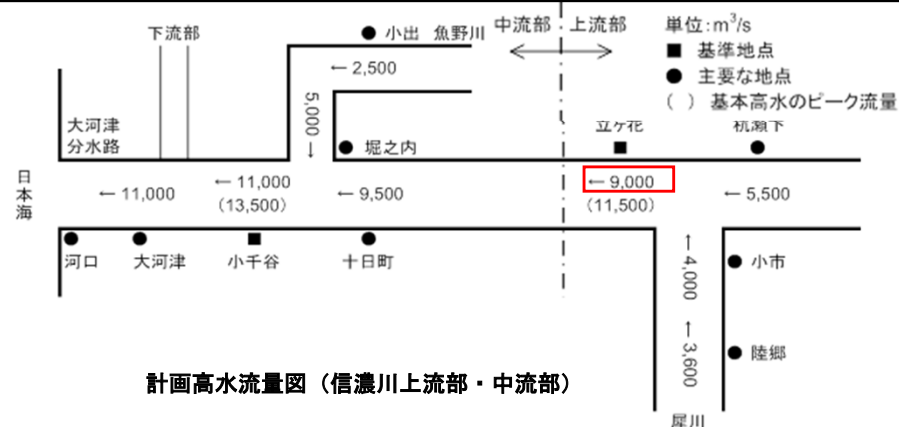 下流部
小出 魚野川
中流部 上流部
単位:m³/s
■ 基準地点
● 主要な地点
( ) 基本高水のピーク流量
← 2,500
5,000 →
大河津
分水路
堀之内
立ヶ花
杭瀬下
日本海
← 11,000
← 11,000
(13,500)
← 9,500
← 9,000
(11,500)
← 5,500
河口
大河津
小千谷
十日町
← 4,000
小市
← 3,600
陸郷
計画高水流量図（信濃川上流部・中流部）
犀川